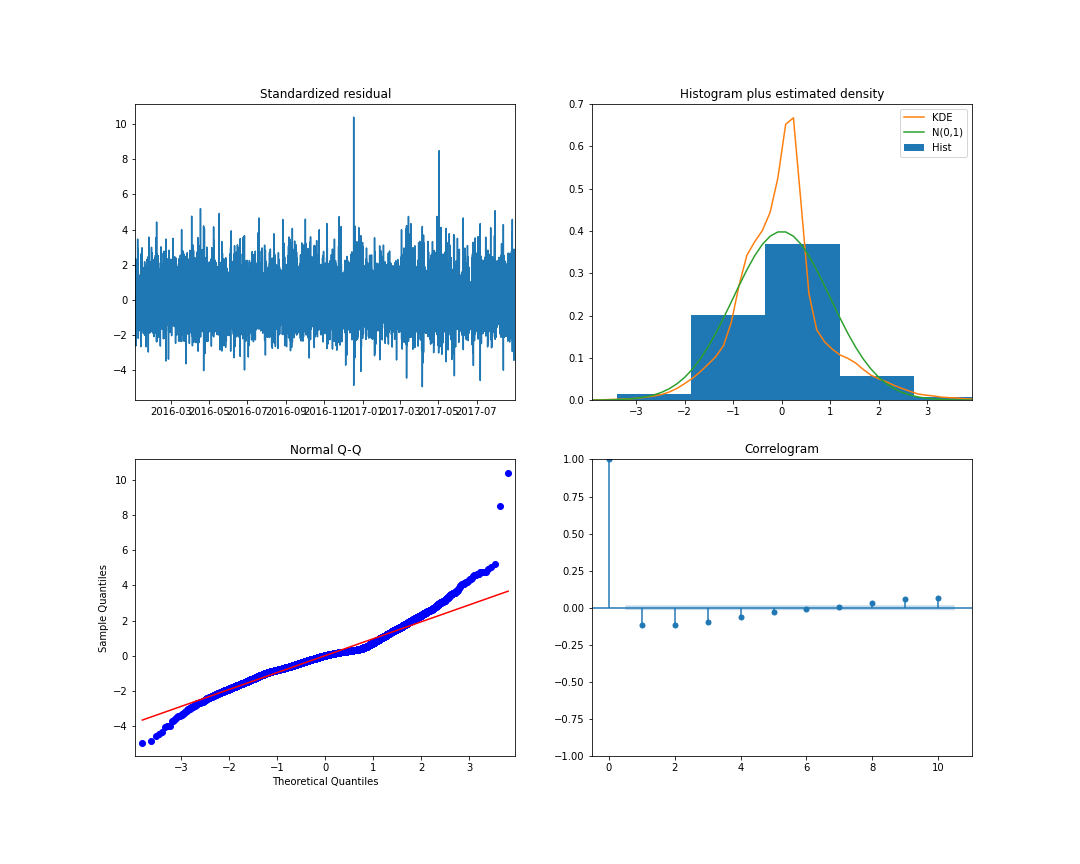 Standardized residual
10
8
6
4
2
0
−2
−4
2016-03 2016-05 2016-07 2016-09 2016-11 2017-01 2017-03 2017-05 2017-07
Histogram plus estimated density
0.7
0.6
0.5
0.4
0.3
0.2
0.1
0.0
−3 −2 −1 0 1 2 3
KDE
N(0,1)
Hist
Normal Q-Q
Sample Quantiles
10
8
6
4
2
0
−2
−4
−3 −2 −1 0 1 2 3
Theoretical Quantiles
Correlogram
1.00
0.75
0.50
0.25
0.00
−0.25
−0.50
−0.75
−1.00
0 2 4 6 8 10